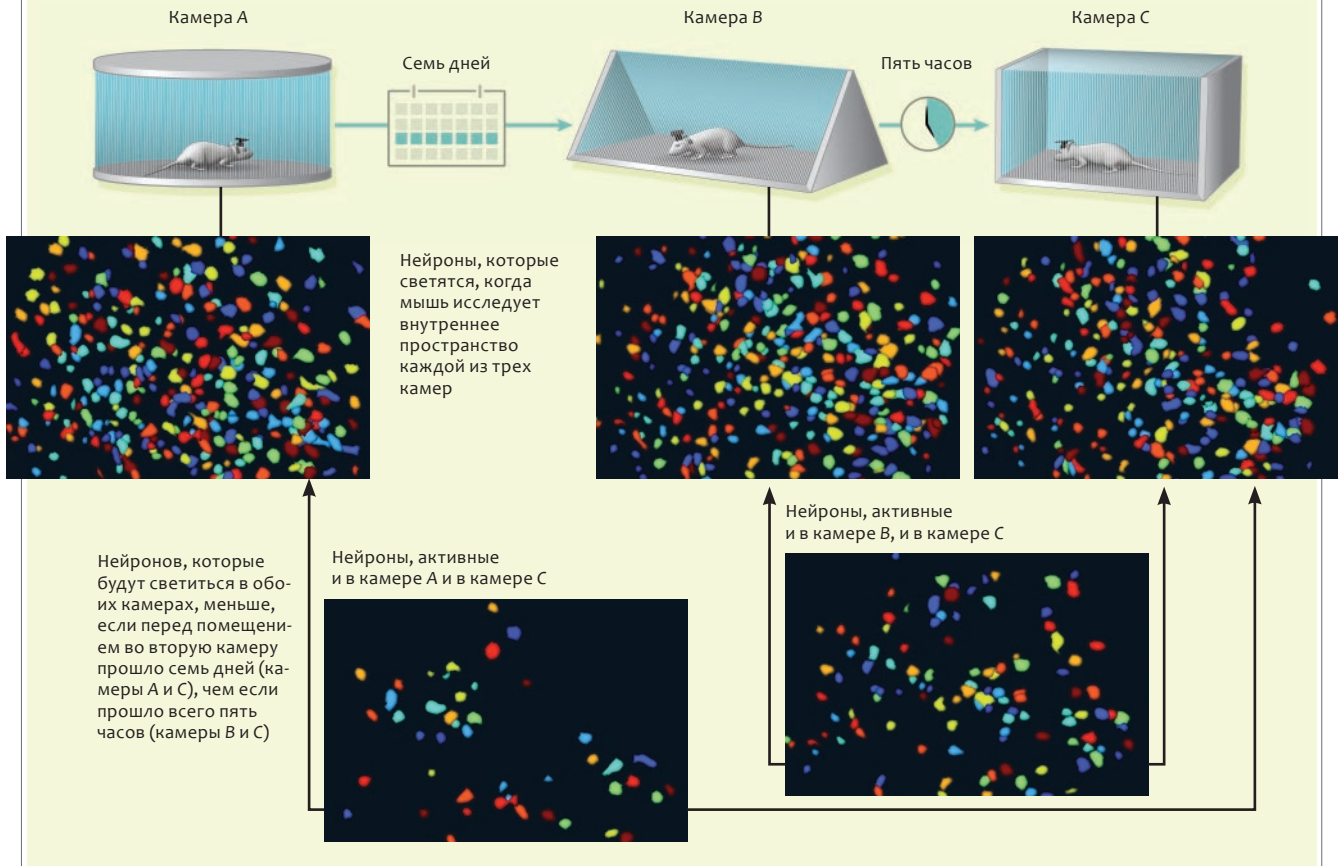 Камера A
Камера B
Камера C
Семь дней
Пять часов
Нейроны, которые
светятся, когда
мышь исследует
внутреннее
пространство
каждой из трех
камер
Нейронов, которые
будут светиться в обо-
их камерах, меньше,
если перед помещени-
ем во вторую камеру
прошло семь дней (ка-
меры A и C), чем если
прошло всего пять
часов (камеры B и C)
Нейроны, активные
и в камере A и в камере C
Нейроны, активные
и в камере B, и в камере C